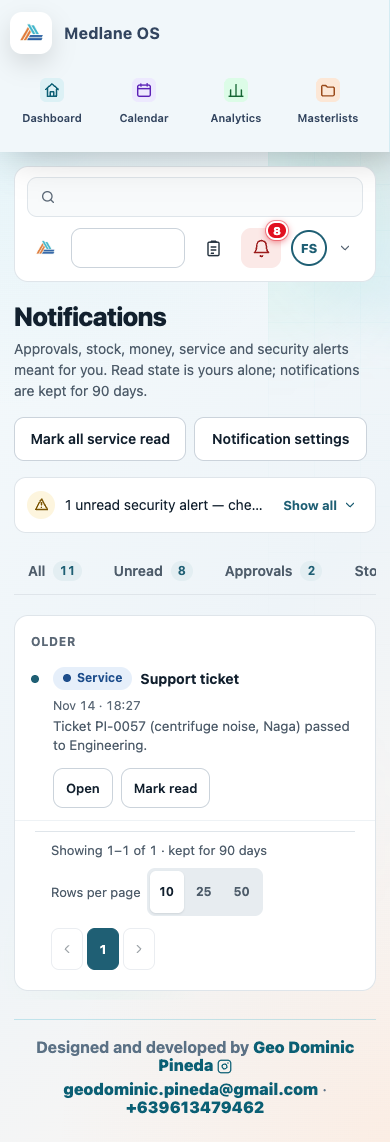 Medlane OS
Dashboard
Calendar
Analytics
Masterlists
8
FS
Notifications
Approvals, stock, money, service and security alerts
meant for you. Read state is yours alone; notifications
are kept for 90 days.
Mark all service read
Notification settings
1 unread security alert — che...
Show all
All 11
Unread 8
Approvals 2
Sto
OLDER
Service Support ticket
Nov 14 · 18:27
Ticket PI-0057 (centrifuge noise, Naga) passed
to Engineering.
Open
Mark read
Showing 1–1 of 1 · kept for 90 days
Rows per page 10 25 50
1
Designed and developed by Geo Dominic
Pineda
geodominic.pineda@gmail.com ·
+639613479462